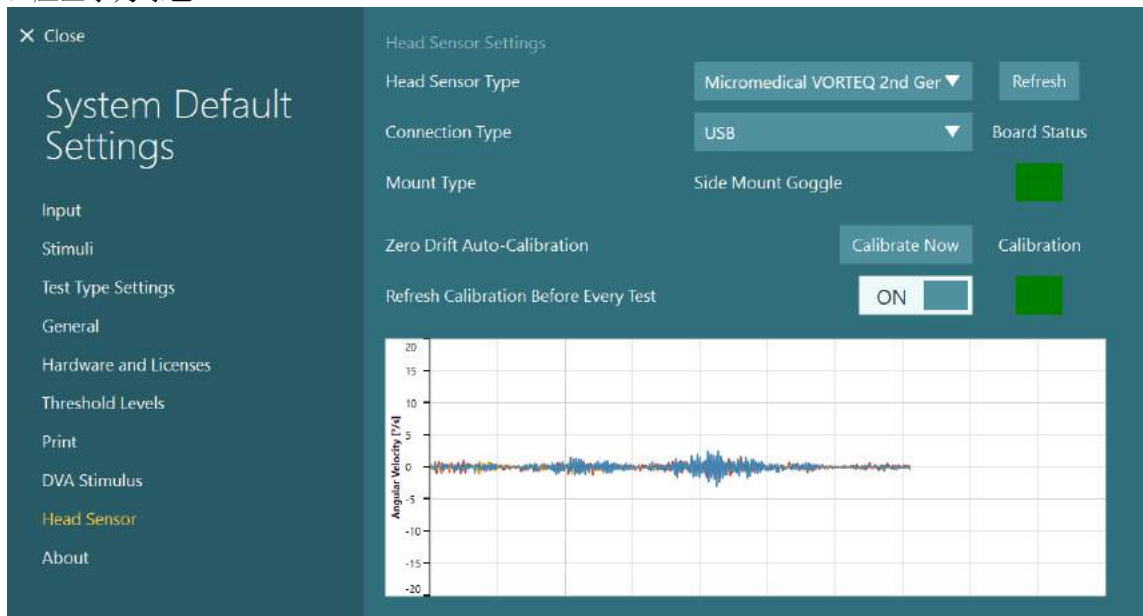 Close
System Default
Settings
Input
Stimuli
Test Type Settings
General
Hardware and Licenses
Threshold Levels
Print
DVA Stimulus
Head Sensor
About
Head Sensor Settings
Head Sensor Type
Micromedical VORTEQ 2nd Ger
Refresh
Connection Type
USB
Board Status
Mount Type
Side Mount Goggle
Zero Drift Auto-Calibration
Calibrate Now
Calibration
Refresh Calibration Before Every Test
ON
Angular Velocity [°/s]
20
15
10
5
0
-5
-10
-15
-20